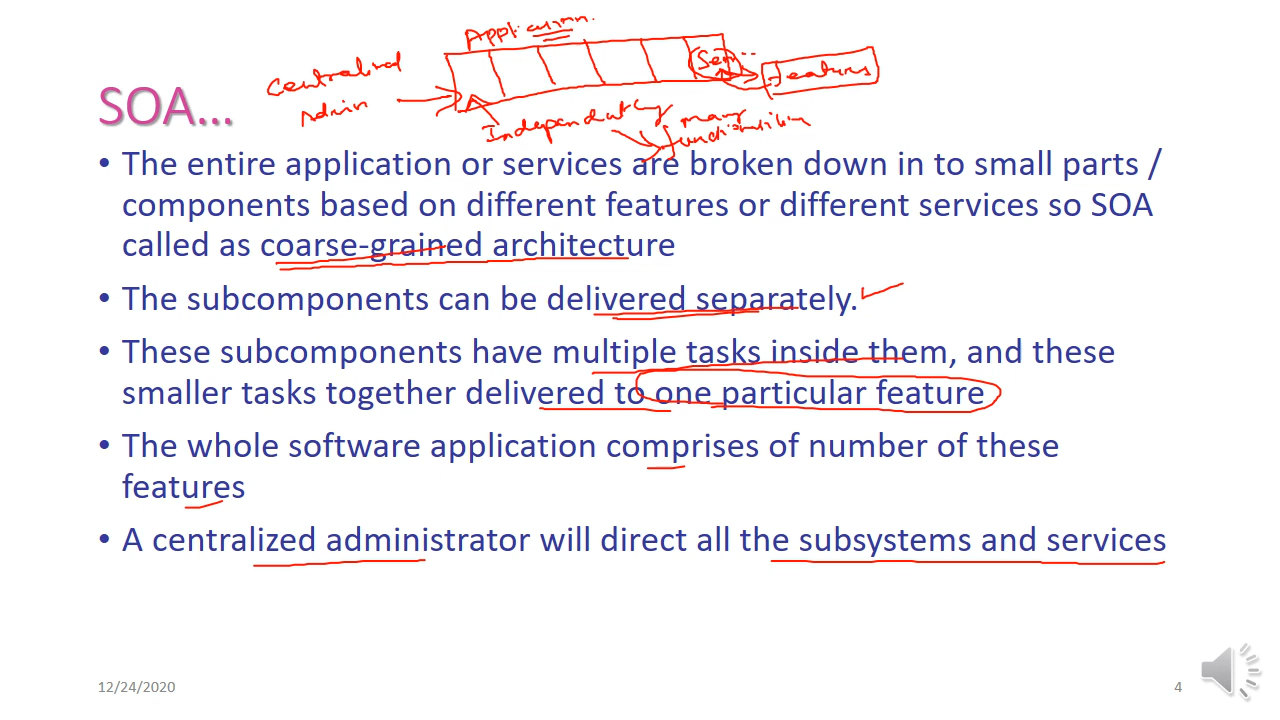 Application.
Centralized
Admin
Ser...
Features
Independently
many
functionalities
SOA...
• The entire application or services are broken down in to small parts /
components based on different features or different services so SOA
called as coarse-grained architecture
• The subcomponents can be delivered separately.
• These subcomponents have multiple tasks inside them, and these
smaller tasks together delivered to one particular feature
• The whole software application comprises of number of these
features
• A centralized administrator will direct all the subsystems and services
12/24/2020
4